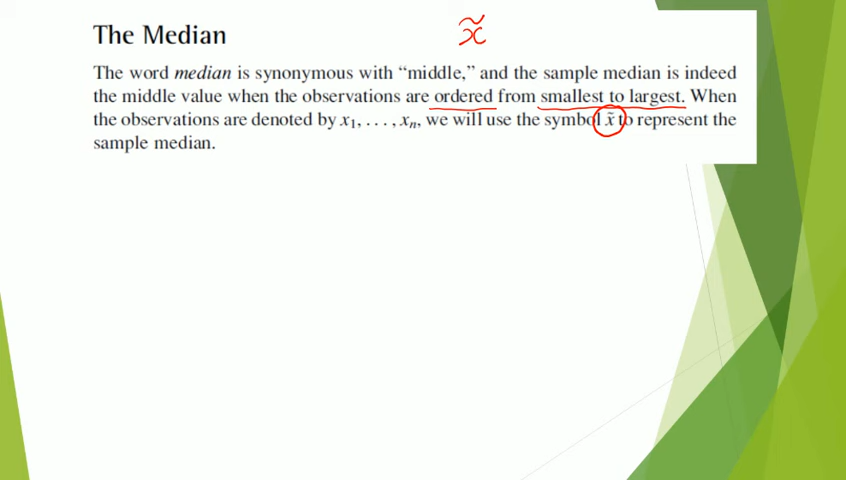 The Median
x̃
The word median is synonymous with “middle,” and the sample median is indeed
the middle value when the observations are ordered from smallest to largest. When
the observations are denoted by x₁, . . . , xₙ, we will use the symbol x̃ to represent the
sample median.